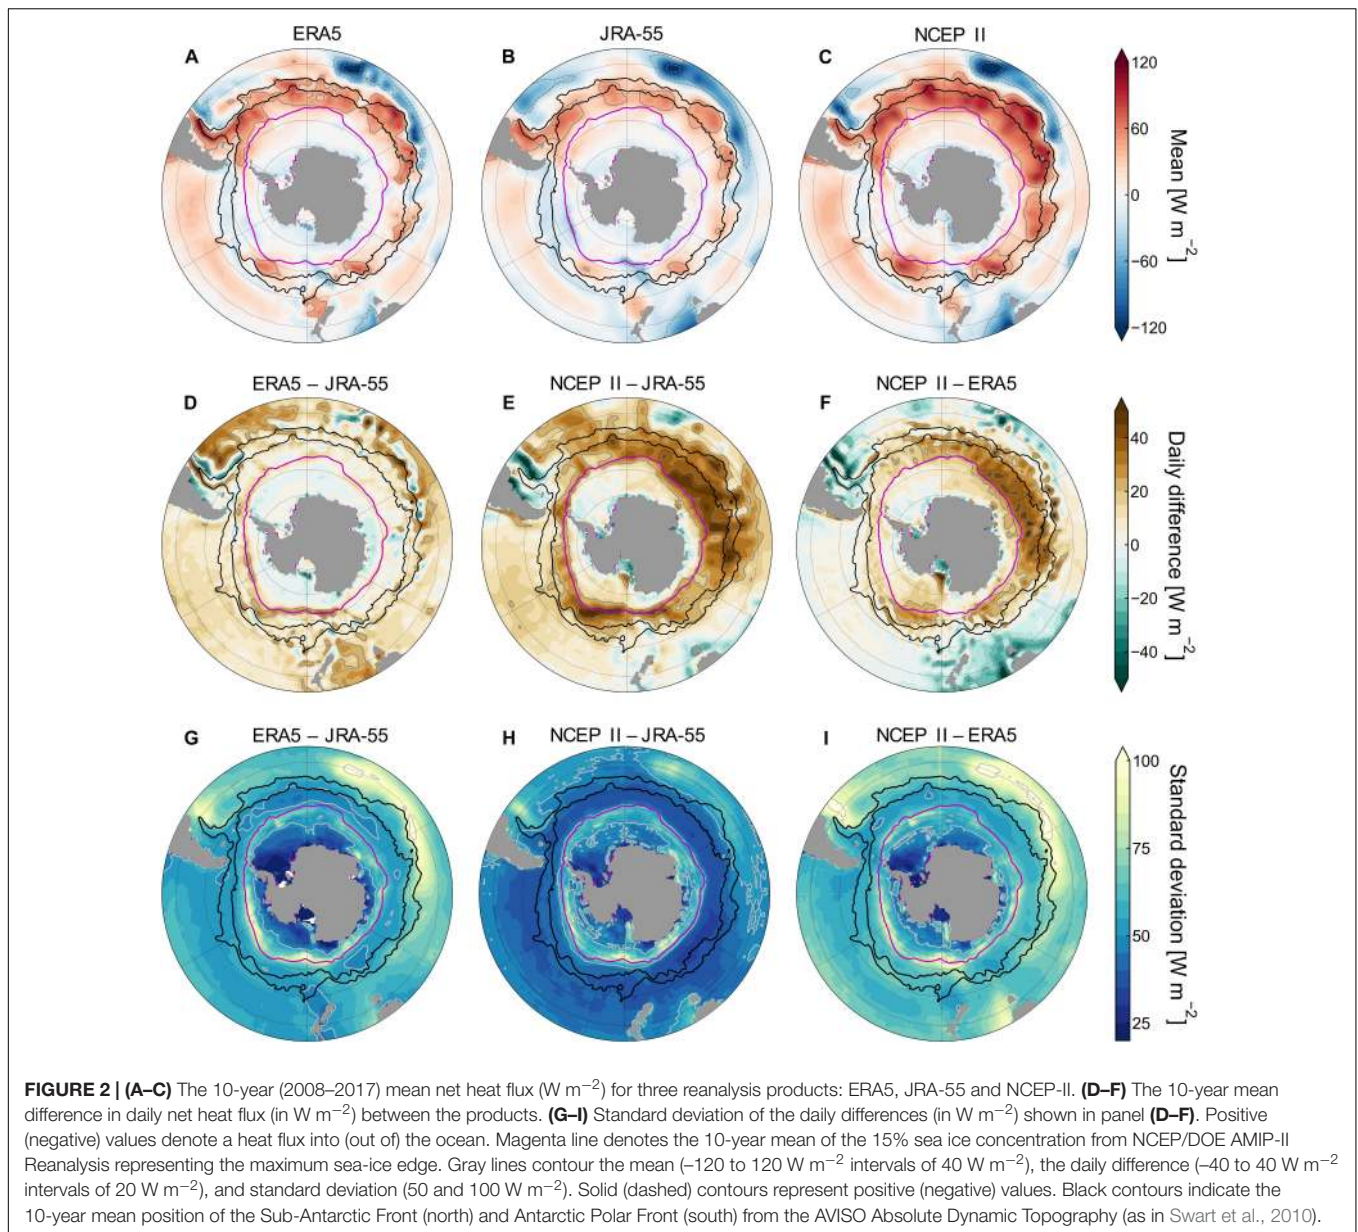 ERA5
JRA-55
NCEP II
A
B
C
120
60
0
−60
−120
Mean [W m−2]
ERA5 – JRA-55
NCEP II – JRA-55
NCEP II – ERA5
D
E
F
40
20
0
−20
−40
Daily difference [W m−2]
ERA5 – JRA-55
NCEP II – JRA-55
NCEP II – ERA5
G
H
I
100
75
50
25
Standard deviation [W m−2]
FIGURE 2 | (A–C) The 10-year (2008–2017) mean net heat flux (W m−2) for three reanalysis products: ERA5, JRA-55 and NCEP-II. (D–F) The 10-year mean
difference in daily net heat flux (in W m−2) between the products. (G–I) Standard deviation of the daily differences (in W m−2) shown in panel (D–F). Positive
(negative) values denote a heat flux into (out of) the ocean. Magenta line denotes the 10-year mean of the 15% sea ice concentration from NCEP/DOE AMIP-II
Reanalysis representing the maximum sea-ice edge. Gray lines contour the mean (–120 to 120 W m−2 intervals of 40 W m−2), the daily difference (–40 to 40 W m−2
intervals of 20 W m−2), and standard deviation (50 and 100 W m−2). Solid (dashed) contours represent positive (negative) values. Black contours indicate the
10-year mean position of the Sub-Antarctic Front (north) and Antarctic Polar Front (south) from the AVISO Absolute Dynamic Topography (as in Swart et al., 2010).